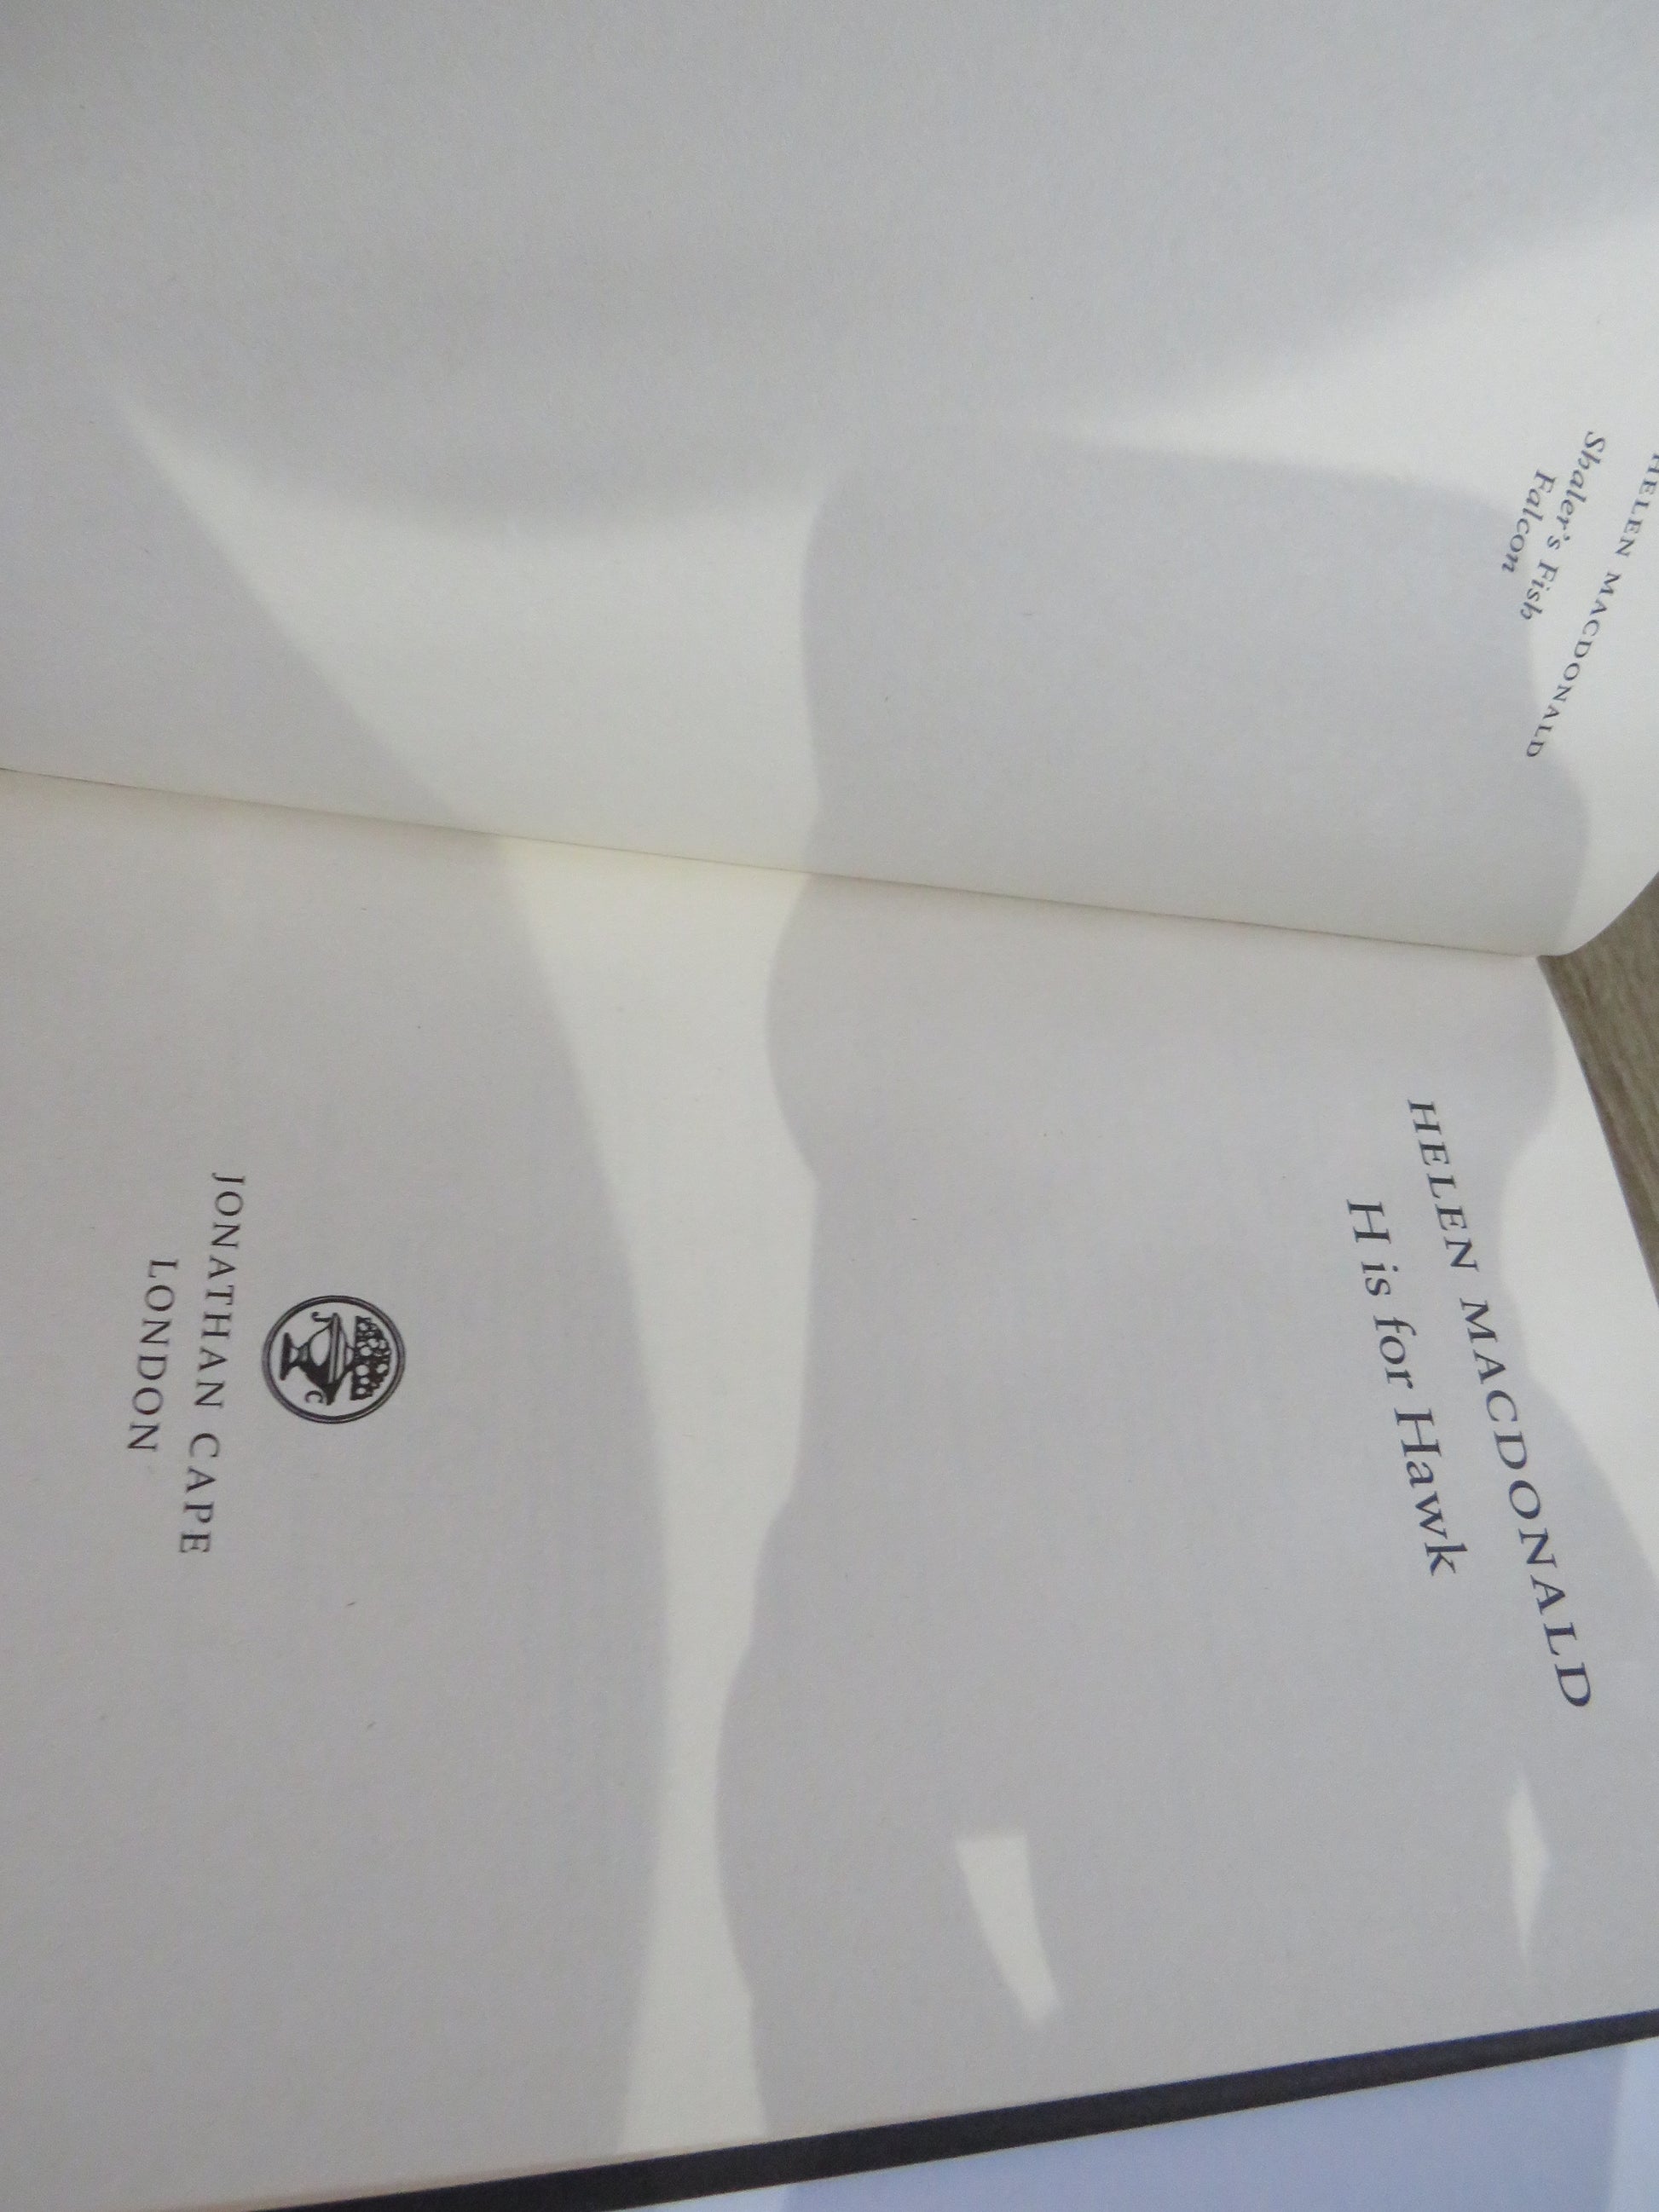 HELEN MACDONALD
Shaler's Fish
Falcon
HELEN MACDONALD
H is for Hawk
J C
JONATHAN CAPE
LONDON